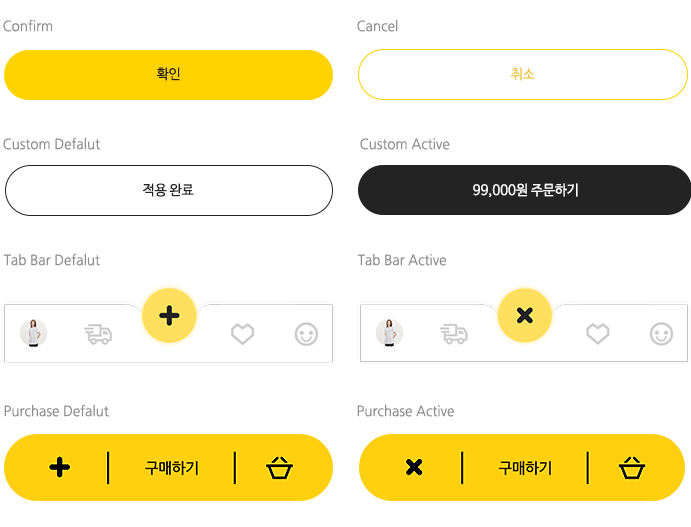 Confirm
Cancel
확인
취소
Custom Defalut
Custom Active
적용 완료
99,000원 주문하기
Tab Bar Defalut
Tab Bar Active
Purchase Defalut
Purchase Active
구매하기
구매하기